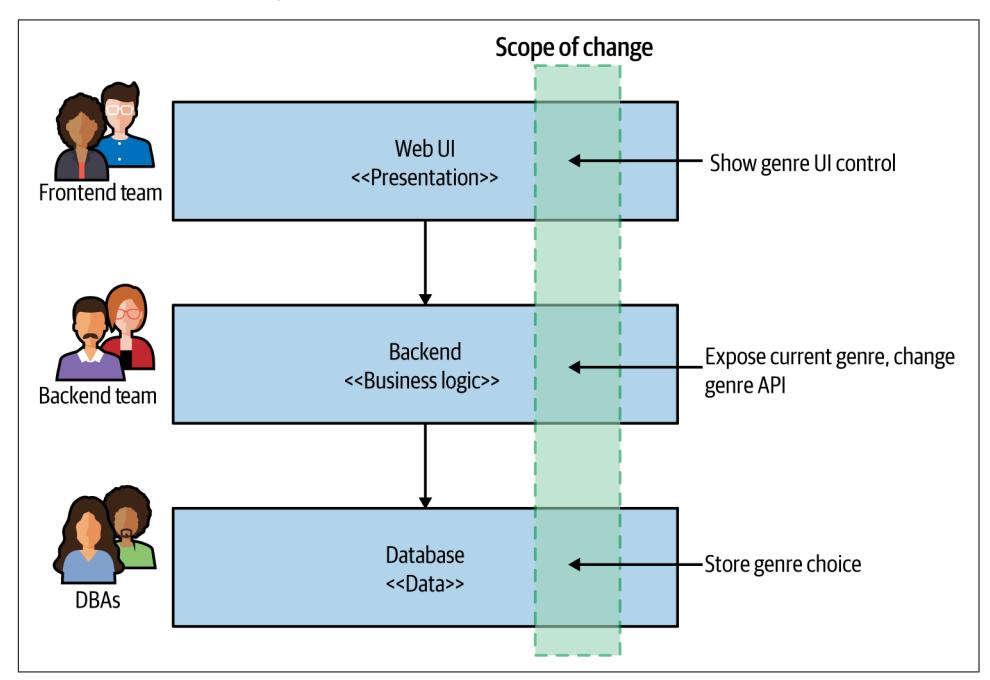 Scope of change
Frontend team
Web UI
<<Presentation>>
Show genre UI control
Backend team
Backend
<<Business logic>>
Expose current genre, change
genre API
DBAs
Database
<<Data>>
Store genre choice